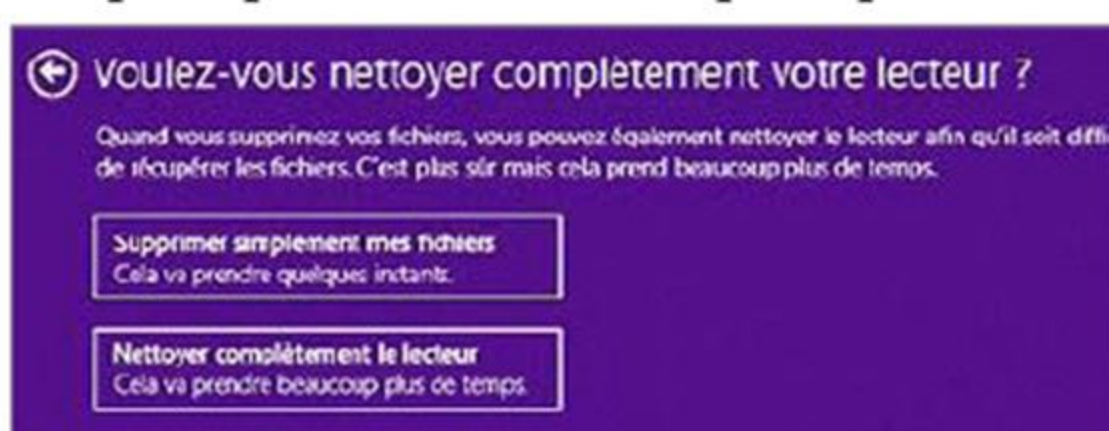 Voulez-vous nettoyer complètement votre lecteur ?
Quand vous supprimez vos fichiers, vous pouvez également nettoyer le lecteur afin qu'il soit
de récupérer les fichiers. C'est plus sûr mais cela prend beaucoup plus de temps.
Supprimer simplement mes fichiers
Cela va prendre quelques instants.
Nettoyer complètement le lecteur
Cela va prendre beaucoup plus de temps.